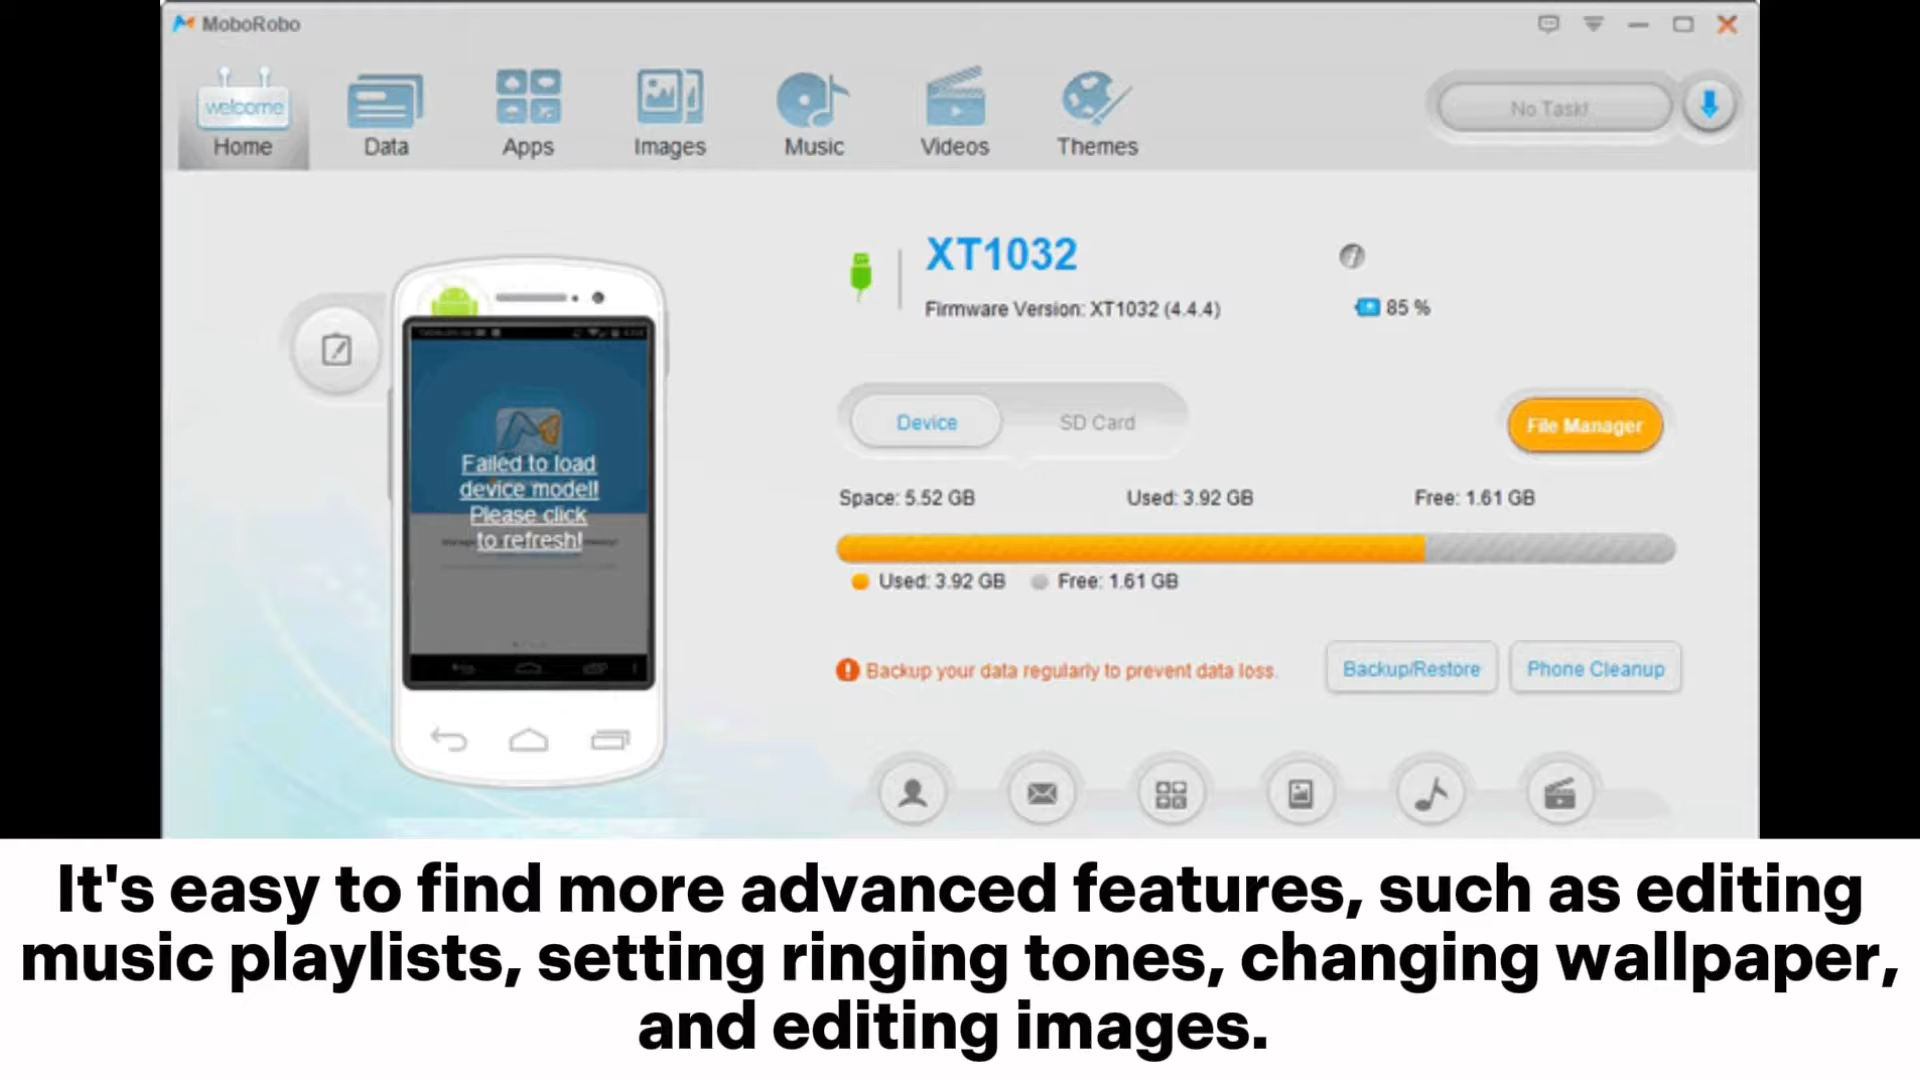 MoboRobo
welcome
Home
Data
Apps
Images
Music
Videos
Themes
No Task!
XT1032
Firmware Version: XT1032 (4.4.4)
85 %
Failed to load
device model!
Please click
to refresh!
Device
SD Card
File Manager
Space: 5.52 GB
Used: 3.92 GB
Free: 1.61 GB
Used: 3.92 GB
Free: 1.61 GB
Backup your data regularly to prevent data loss.
Backup/Restore
Phone Cleanup
It's easy to find more advanced features, such as editing
music playlists, setting ringing tones, changing wallpaper,
and editing images.